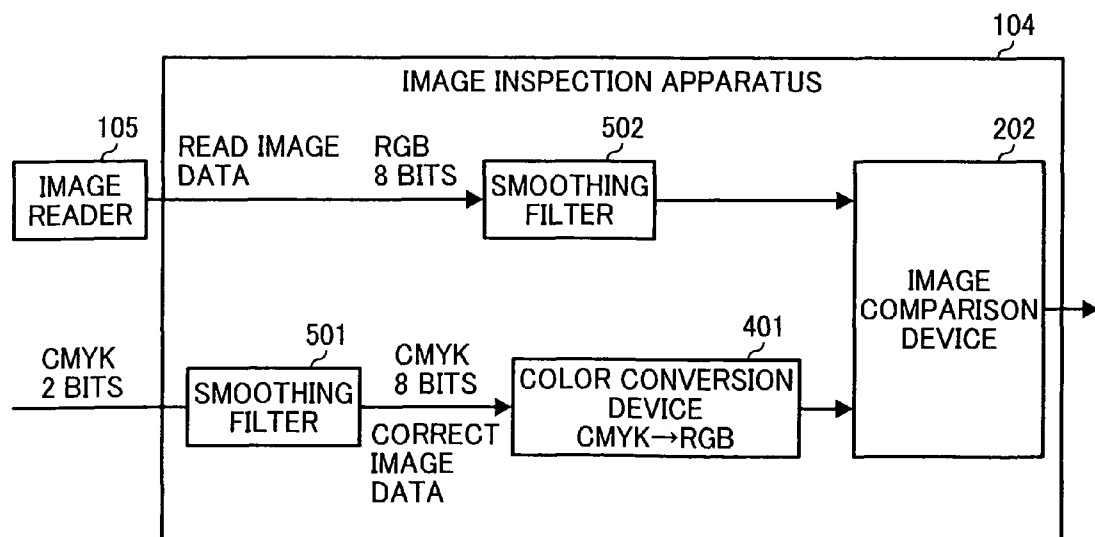 104
IMAGE INSPECTION APPARATUS
105
IMAGE
READER
READ IMAGE
DATA
RGB
8 BITS
502
SMOOTHING
FILTER
202
IMAGE
COMPARISON
DEVICE
CMYK
2 BITS
501
SMOOTHING
FILTER
CMYK
8 BITS
CORRECT
IMAGE
DATA
401
COLOR CONVERSION
DEVICE
CMYK→RGB